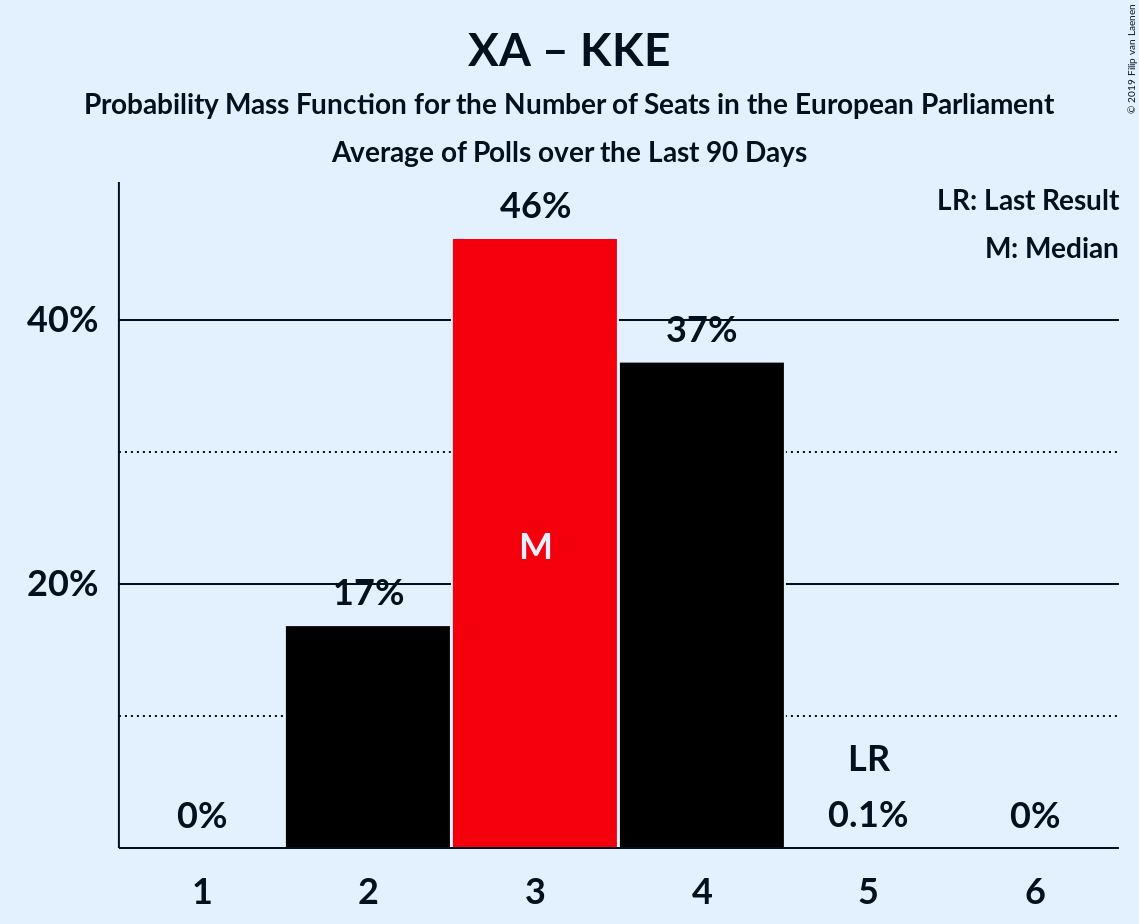 XA – KKE
Probability Mass Function for the Number of Seats in the European Parliament
Average of Polls over the Last 90 Days
© 2019 Filip van Laenen
LR: Last Result
M: Median
46%
40%
37%
M
20%
17%
LR
0%
0.1%
0%
1 2 3 4 5 6